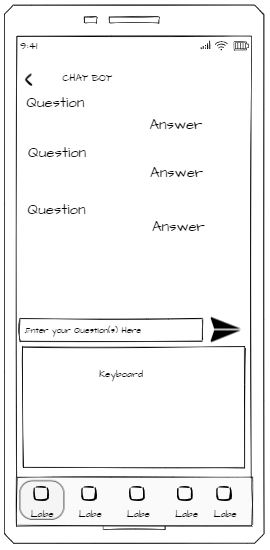 9:41
CHAT BOT
Question
Answer
Question
Answer
Question
Answer
Enter your Question(s) Here
Keyboard
Labe Labe Labe Labe Labe